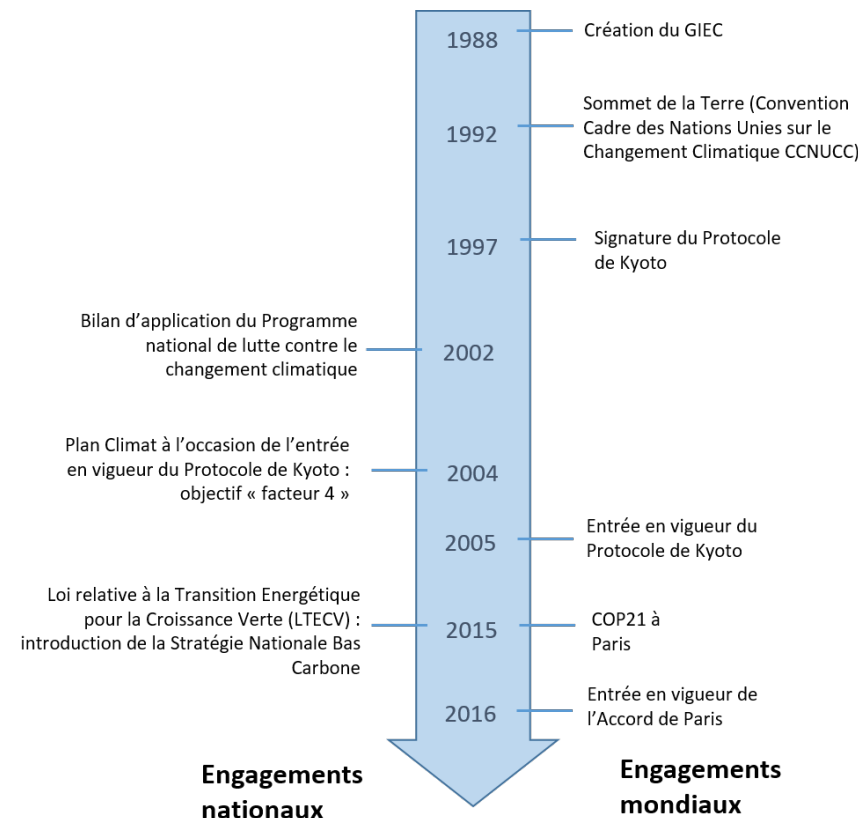 1988
Création du GIEC
1992
Sommet de la Terre (Convention
Cadre des Nations Unies sur le
Changement Climatique CCNUCC)
1997
Signature du Protocole
de Kyoto
Bilan d’application du Programme
national de lutte contre le
changement climatique
2002
Plan Climat à l’occasion de l’entrée
en vigueur du Protocole de Kyoto :
objectif « facteur 4 »
2004
2005
Entrée en vigueur du
Protocole de Kyoto
Loi relative à la Transition Energétique
pour la Croissance Verte (LTECV) :
introduction de la Stratégie Nationale Bas
Carbone
2015
COP21 à
Paris
2016
Entrée en vigueur de
l’Accord de Paris
Engagements
nationaux
Engagements
mondiaux